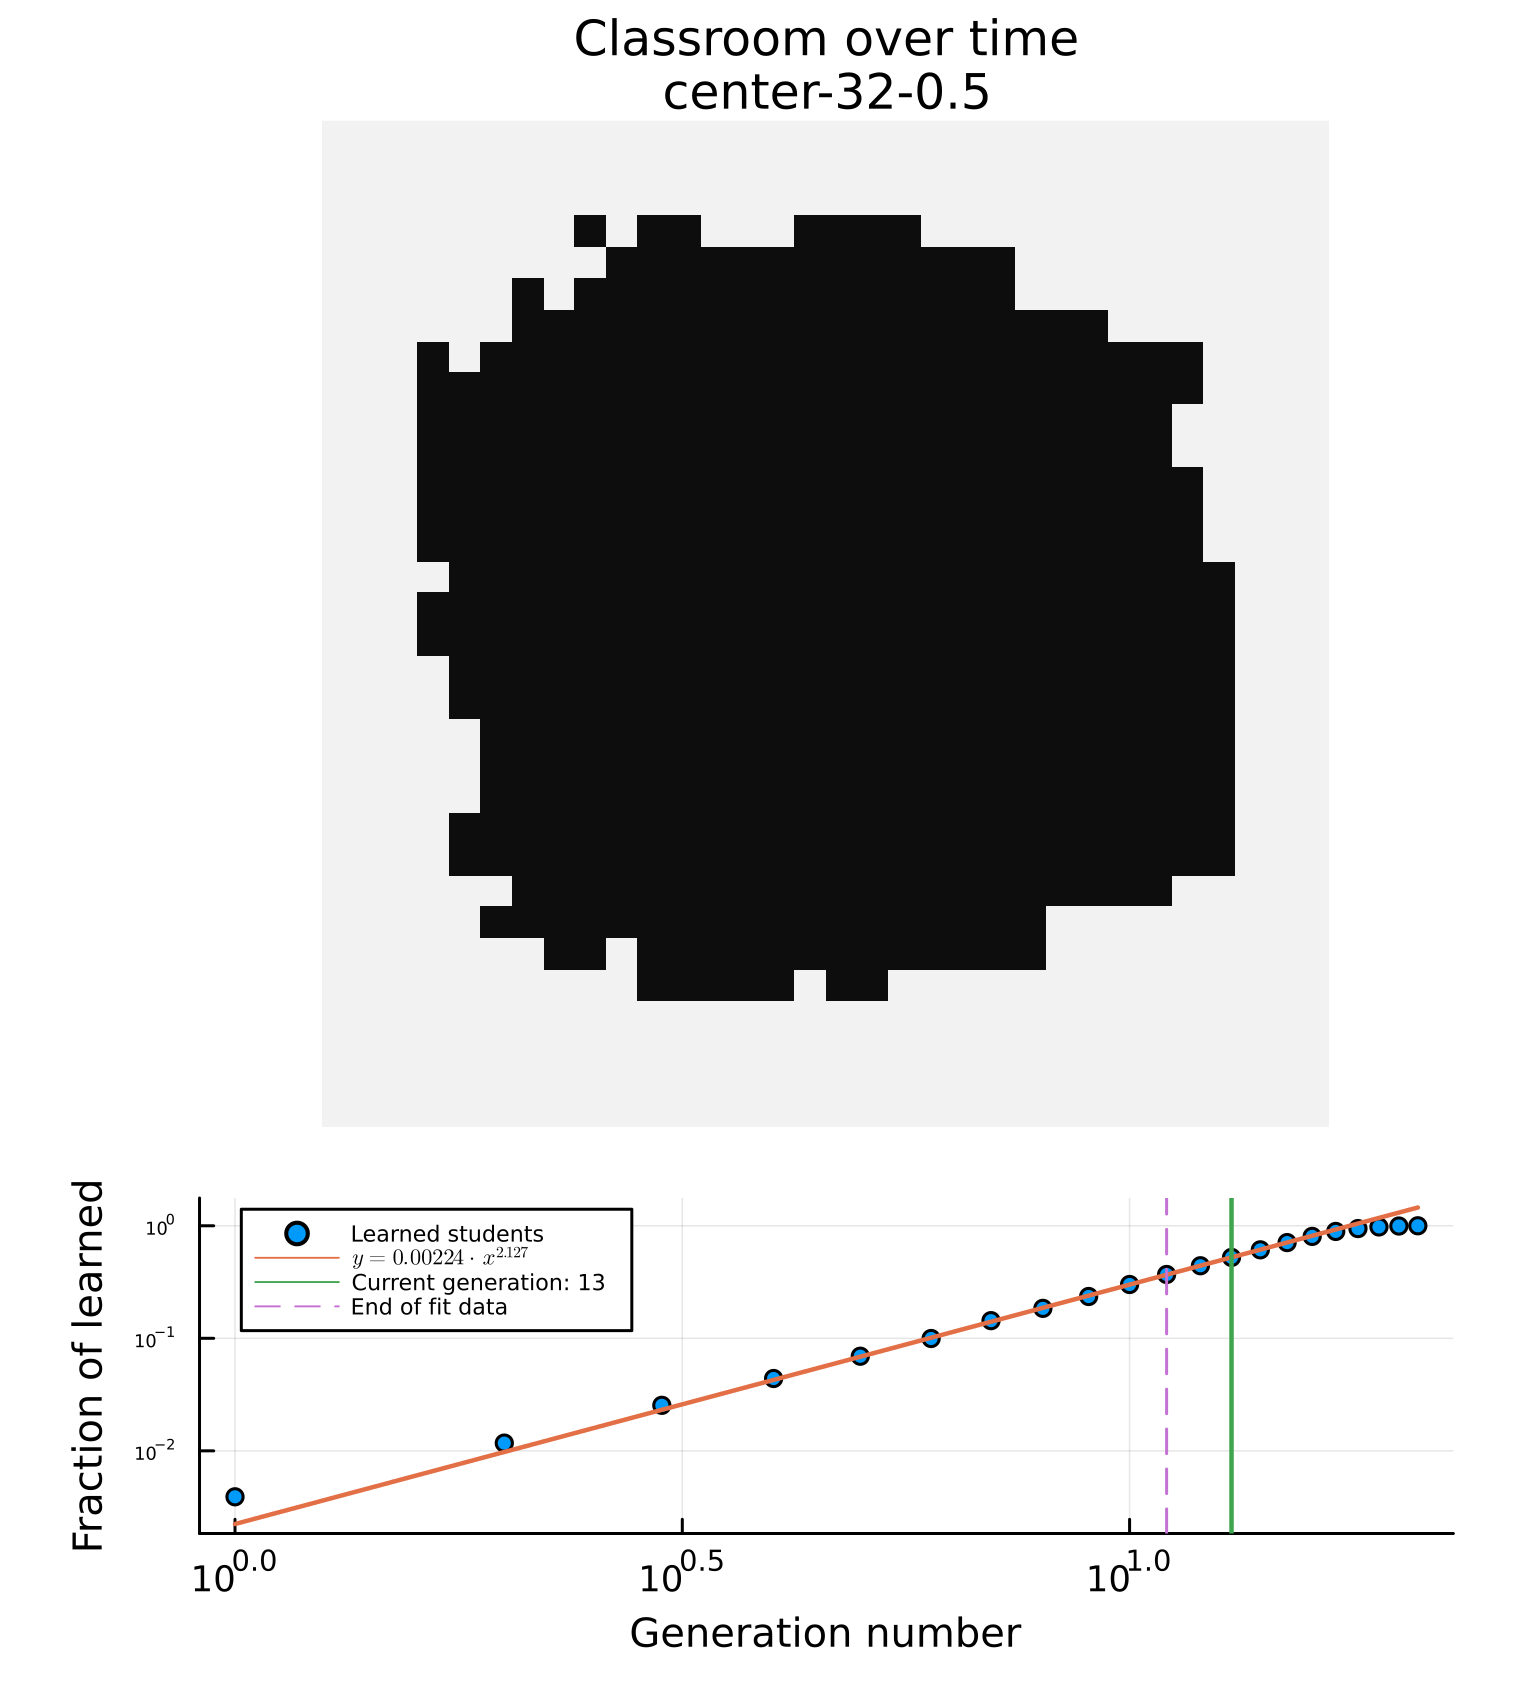 Classroom over time
center-32-0.5
Fraction of learned
10^0
10^-1
10^-2
Learned students
y = 0.00224 · x^2.127
Current generation: 13
End of fit data
10^0.0 10^0.5 10^1.0
Generation number